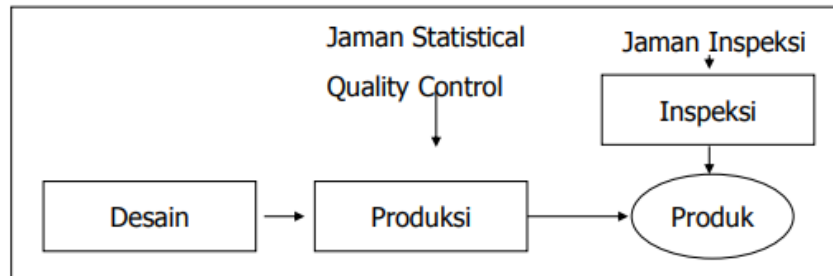 Jaman Statistical
Quality Control
Jaman Inspeksi
Inspeksi
Desain
Produksi
Produk